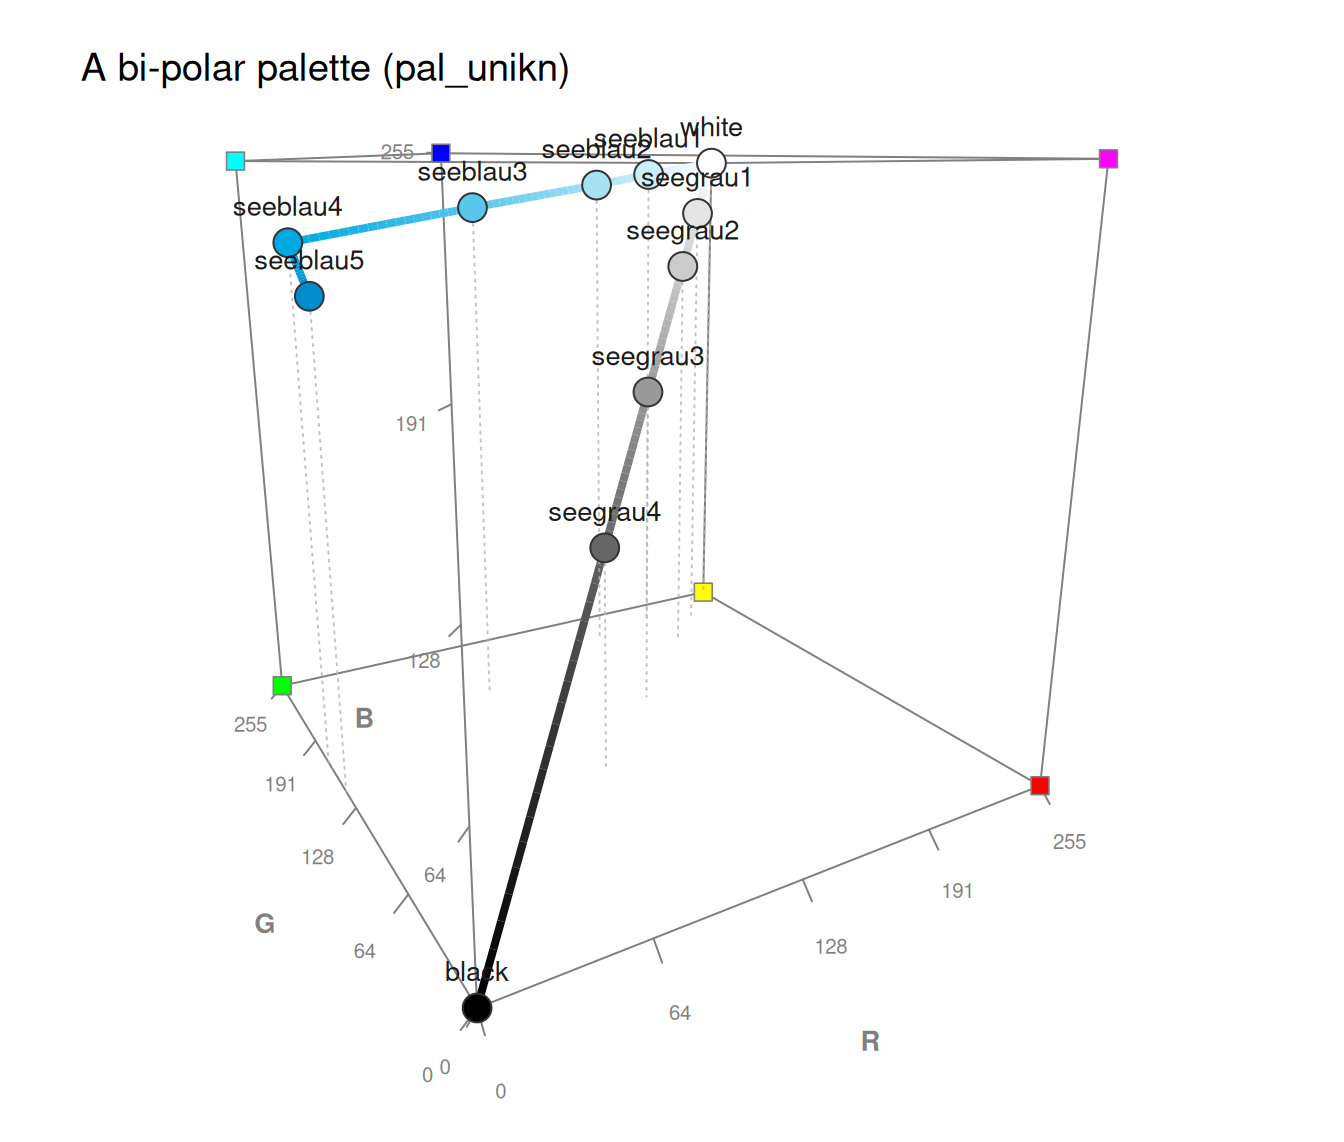 A bi-polar palette (pal_unikn)
white
seeblau1
seeblau2
255
seeblau3
seegrau1
seeblau4
seegrau2
seeblau5
seegrau3
191
seegrau4
128
B
255
191
255
128
64
191
G
128
64
black
64
R
0
0
0